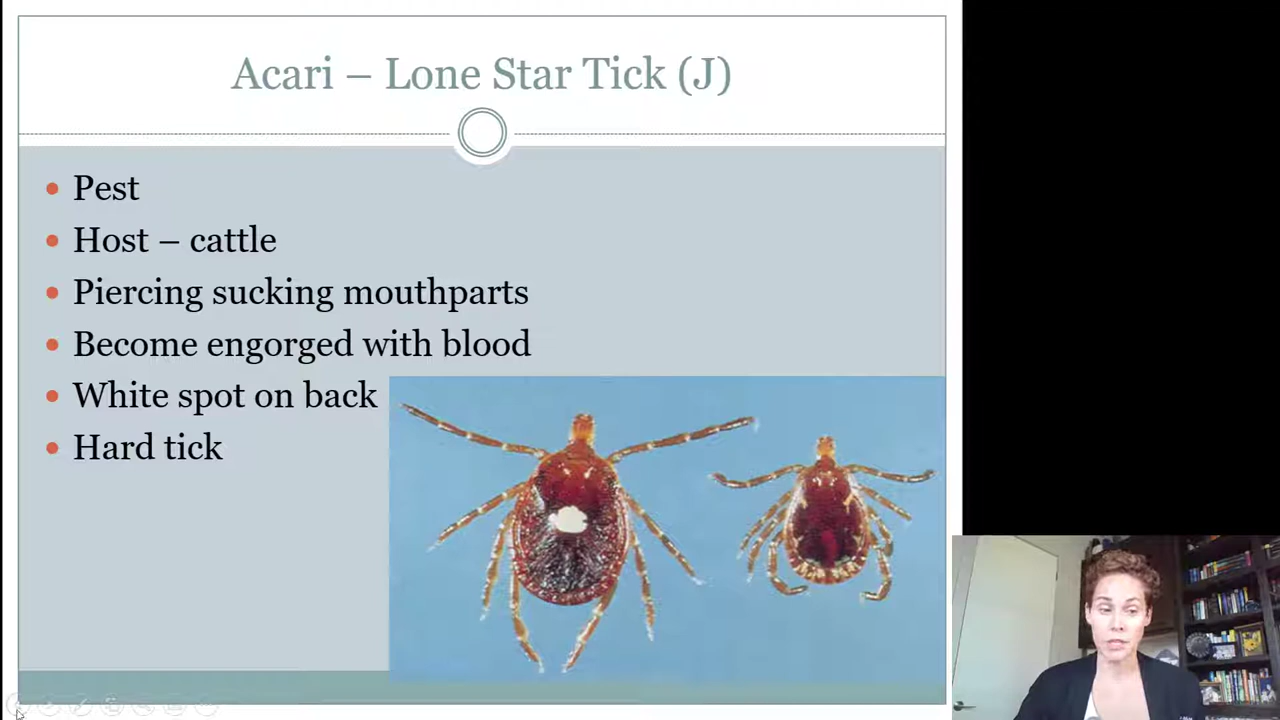 Acari – Lone Star Tick (J)
Pest
Host – cattle
Piercing sucking mouthparts
Become engorged with blood
White spot on back
Hard tick